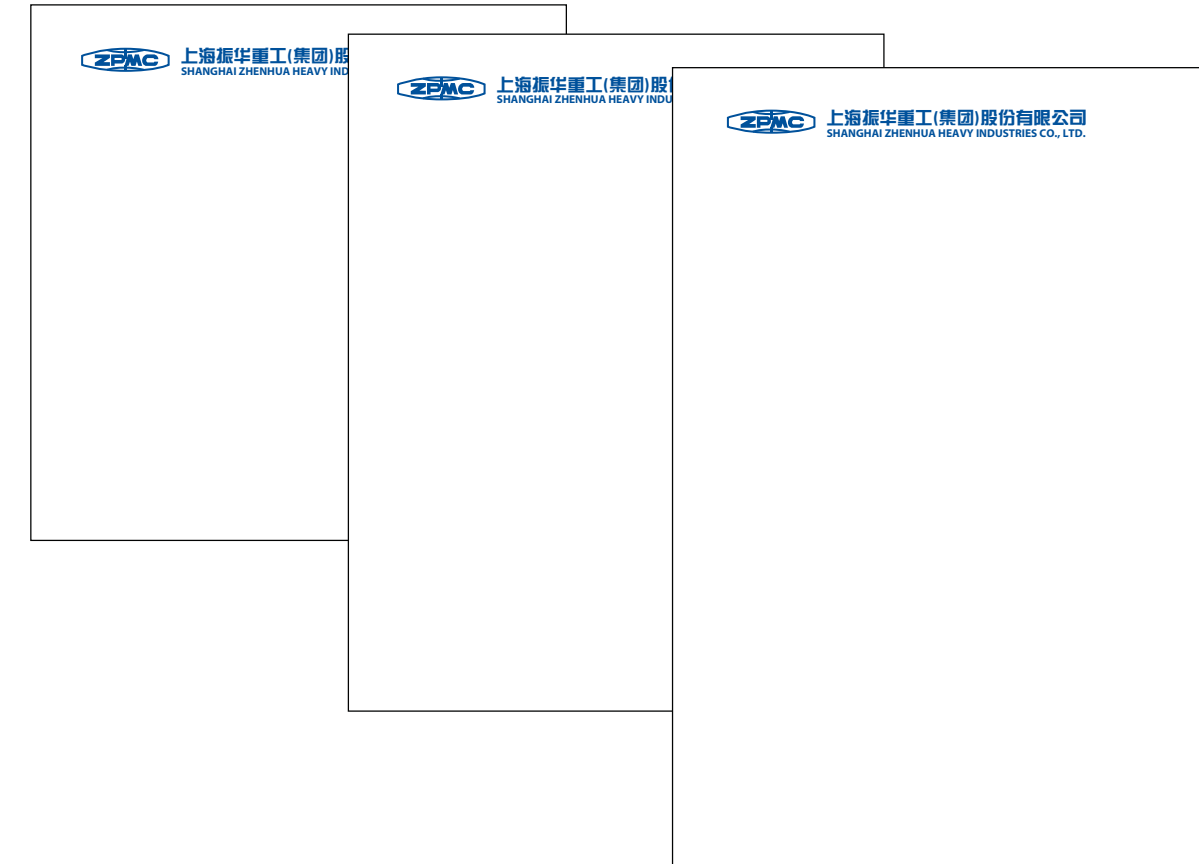 ZPMC
上海振华重工(集团)股
SHANGHAI ZHENHUA HEAVY IND
ZPMC
上海振华重工(集团)股
SHANGHAI ZHENHUA HEAVY INDU
ZPMC
上海振华重工(集团)股份有限公司
SHANGHAI ZHENHUA HEAVY INDUSTRIES CO., LTD.